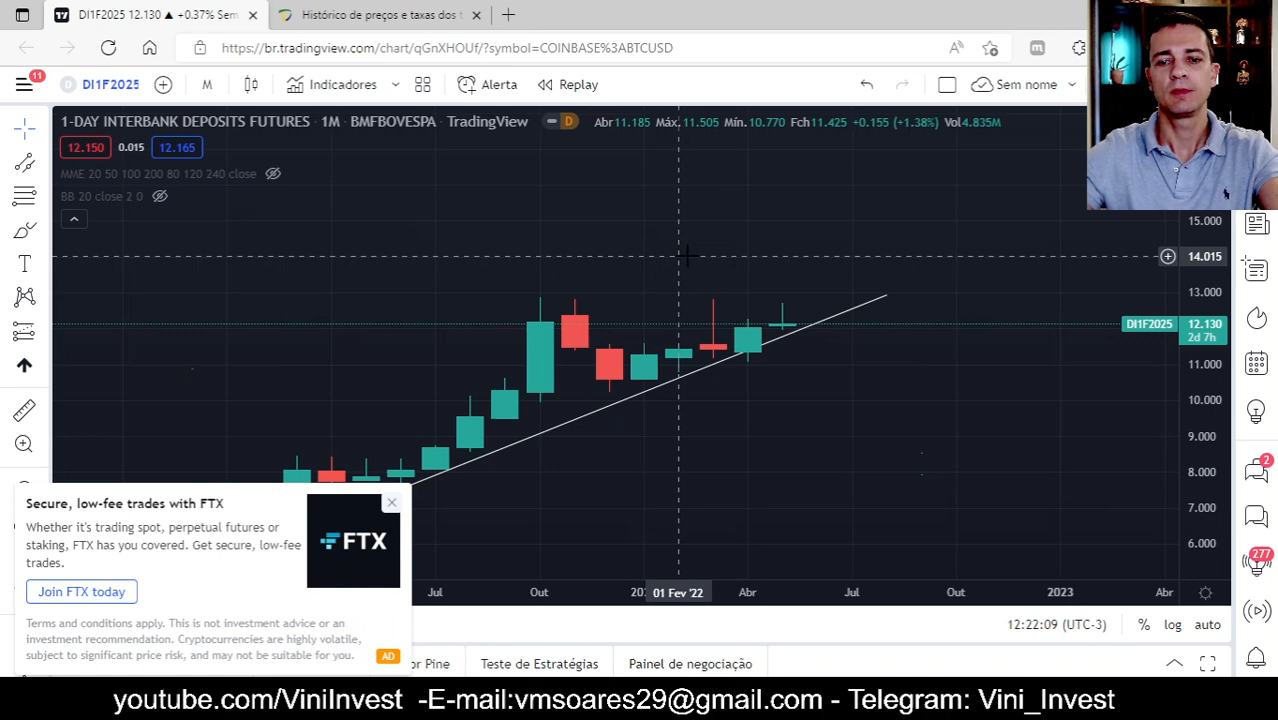 DI1F2025 12.130 ▲ +0.37% Sem
Histórico de preços e taxas dos t
https://br.tradingview.com/chart/qGnXHOUf/?symbol=COINBASE%3ABTCUSD
11
D DI1F2025 M Indicadores Alerta Replay Sem nome
1-DAY INTERBANK DEPOSITS FUTURES · 1M · BMFBOVESPA · TradingView D Abr11.185 Máx.11.505 Mín.10.770 Fch11.425 +0.155 (+1.38%) Vol4.835M
12.150 0.015 12.165
MME 20 50 100 200 80 120 240 close
BB 20 close 2 0
15.000
14.015
13.000
DI1F2025 12.130
2d 7h
11.000
10.000
9.000
8.000
7.000
6.000
2
277
Secure, low-fee trades with FTX
Whether it's trading spot, perpetual futures or
staking, FTX has you covered. Get secure, low-fee
trades.
FTX
Join FTX today
Terms and conditions apply. This is not investment advice or an
investment recommendation. Cryptocurrencies are highly volatile,
subject to significant price risk, and may not be suitable for you.
AD
Jul Out 01 Fev '22 Abr Jul Out 2023 Abr
12:22:09 (UTC-3) % log auto
or Pine Teste de Estratégias Painel de negociação
youtube.com/ViniInvest -E-mail:vmsoares29@gmail.com - Telegram: Vini_Invest